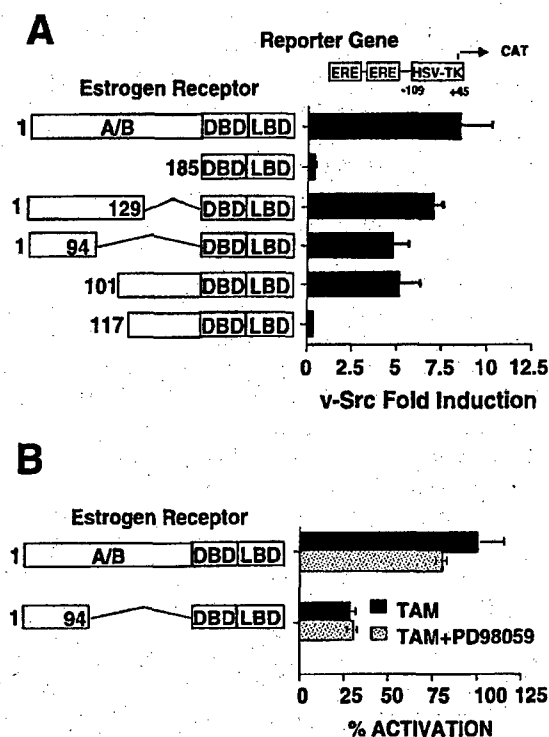 A
Reporter Gene
CAT
ERE ERE HSV-TK
-109 +45
Estrogen Receptor
1 A/B DBD LBD
185 DBD LBD
1 129 DBD LBD
1 94 DBD LBD
101 DBD LBD
117 DBD LBD
0 2.5 5 7.5 10 12.5
v-Src Fold Induction
B
Estrogen Receptor
1 A/B DBD LBD
1 94 DBD LBD
TAM
TAM+PD98059
0 25 50 75 100 125
% ACTIVATION